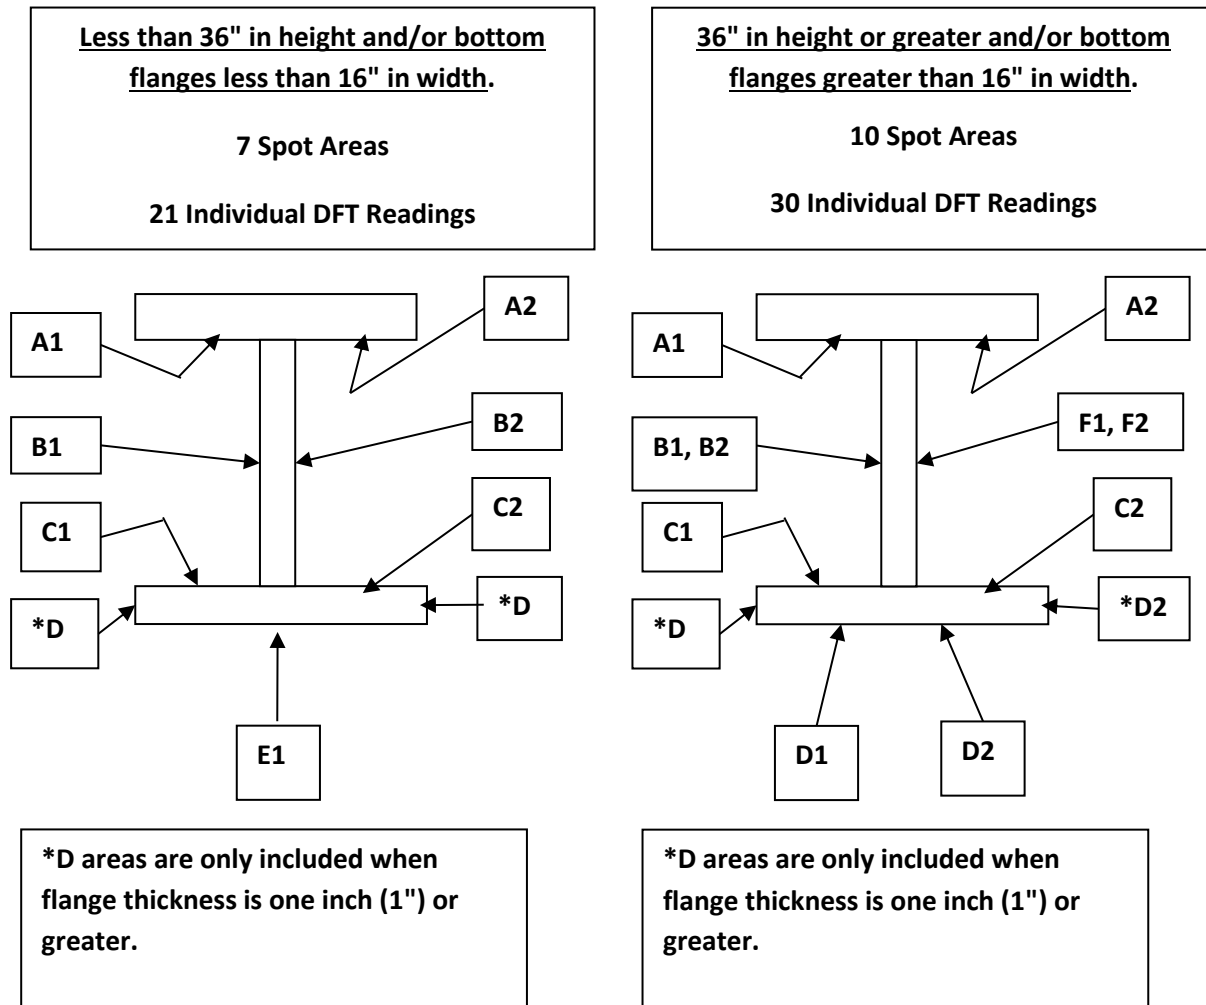 Less than 36" in height and/or bottom
flanges less than 16" in width.
7 Spot Areas
21 Individual DFT Readings
36" in height or greater and/or bottom
flanges greater than 16" in width.
10 Spot Areas
30 Individual DFT Readings
A1
A2
B1
B2
C1
C2
*D
*D
E1
*D areas are only included when
flange thickness is one inch (1") or
greater.
A1
A2
B1, B2
F1, F2
C1
C2
*D
*D2
D1
D2
*D areas are only included when
flange thickness is one inch (1") or
greater.